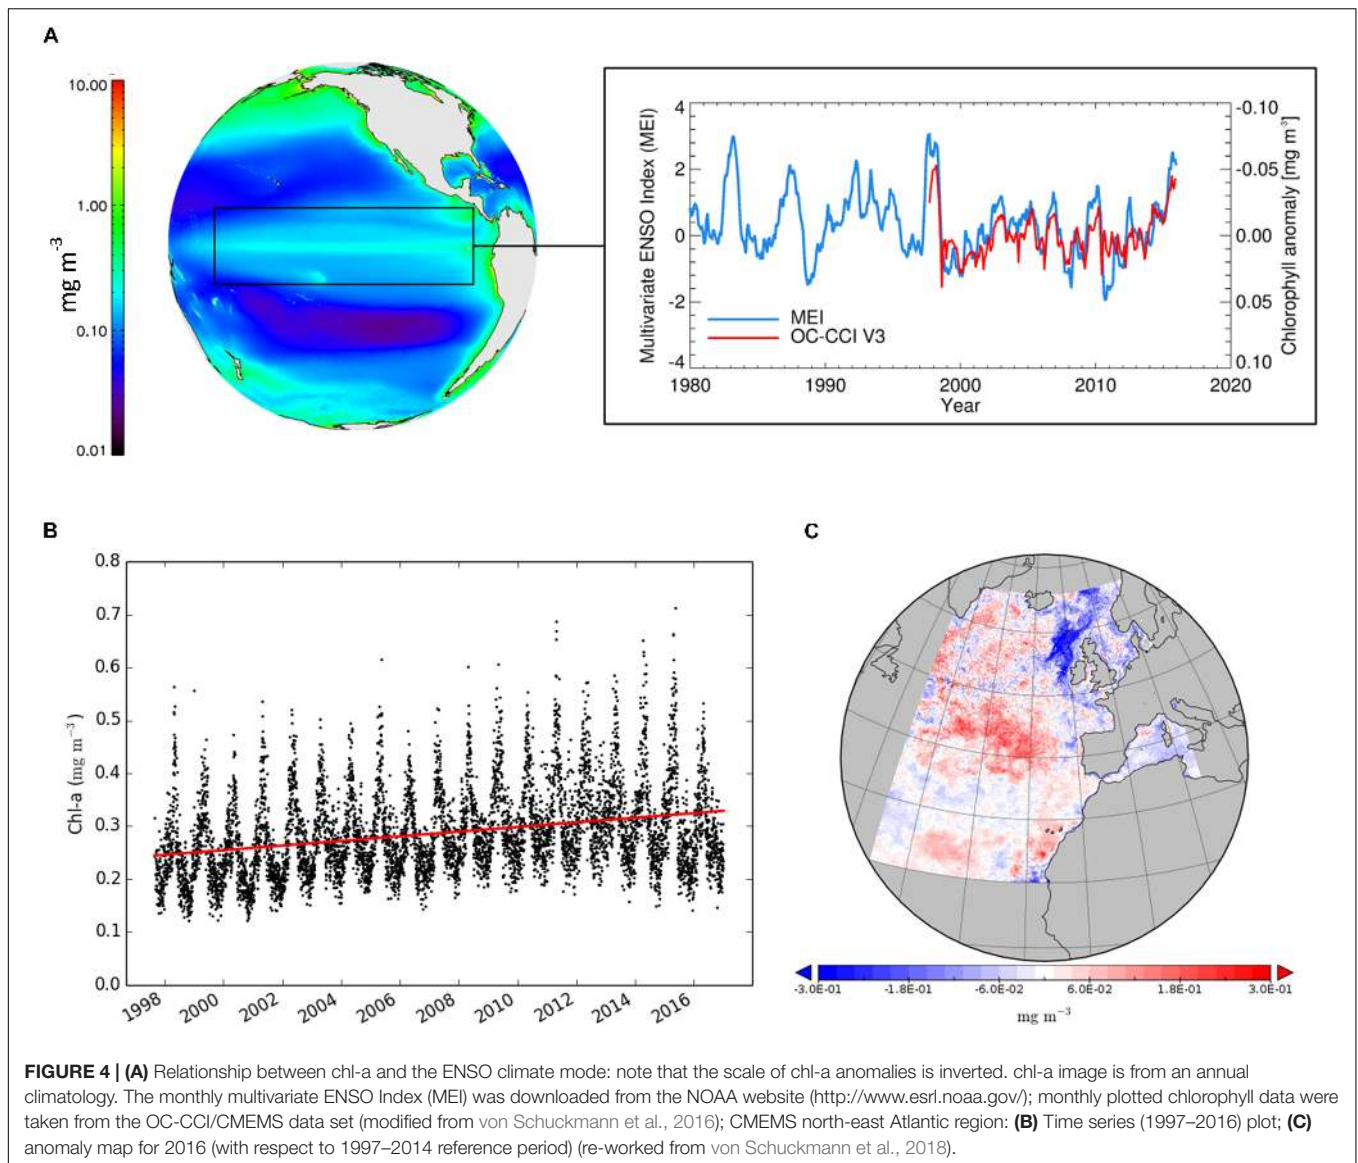 A
10.00
1.00
0.10
0.01
mg m-3
4
2
0
-2
-4
Multivariate ENSO Index (MEI)
-0.10
-0.05
0.00
0.05
0.10
Chlorophyll anomaly [mg m3]
MEI
OC-CCI V3
1980
1990
2000
2010
2020
Year
B
0.8
0.7
0.6
0.5
0.4
0.3
0.2
0.1
0.0
Chl-a (mg m−3)
1998
2000
2002
2004
2006
2008
2010
2012
2014
2016
C
-3.0E-01
-1.8E-01
-6.0E-02
6.0E-02
1.8E-01
3.0E-01
mg m−3
FIGURE 4 | (A) Relationship between chl-a and the ENSO climate mode: note that the scale of chl-a anomalies is inverted. chl-a image is from an annual
climatology. The monthly multivariate ENSO Index (MEI) was downloaded from the NOAA website (http://www.esrl.noaa.gov/); monthly plotted chlorophyll data were
taken from the OC-CCI/CMEMS data set (modified from von Schuckmann et al., 2016); CMEMS north-east Atlantic region: (B) Time series (1997–2016) plot; (C)
anomaly map for 2016 (with respect to 1997–2014 reference period) (re-worked from von Schuckmann et al., 2018).